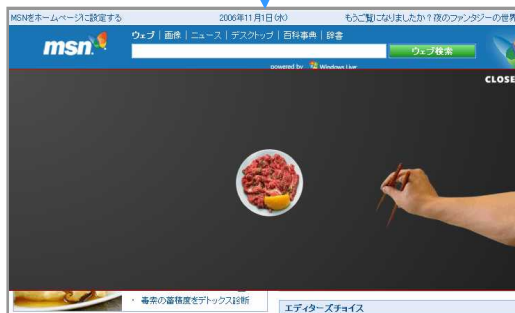 MSNをホームページに設定する
2006年11月1日(水)
もうご覧になりましたか?夜のファンタジーの世界
msn
ウェブ | 画像 | ニュース | デスクトップ | 百科事典 | 辞書
ウェブ検索
powered by Windows Live
CLOSE
・ 毒素の蓄積度をデトックス診断
エディターズチョイス